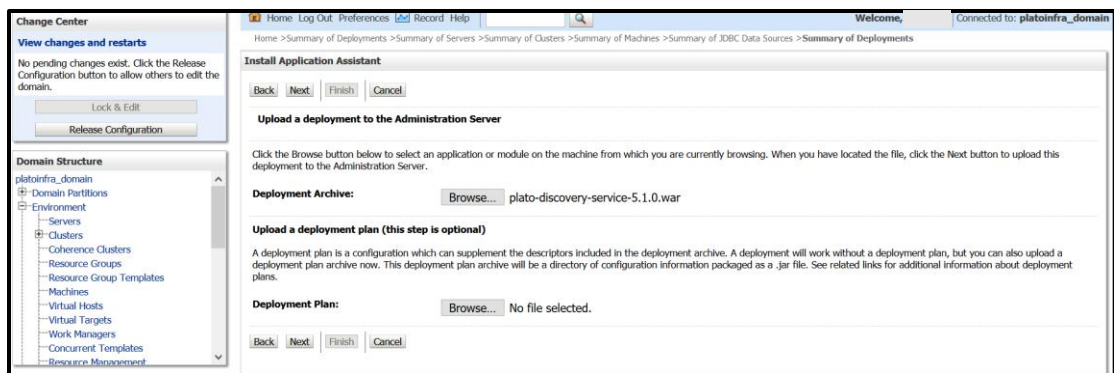 Change Center
View changes and restarts
No pending changes exist. Click the Release
Configuration button to allow others to edit the
domain.
Lock & Edit
Release Configuration
Domain Structure
platoinfra_domain
Domain Partitions
Environment
Servers
Clusters
Coherence Clusters
Resource Groups
Resource Group Templates
Machines
Virtual Hosts
Virtual Targets
Work Managers
Concurrent Templates
Resource Management
Home Log Out Preferences Record Help
Welcome,
Connected to: platoinfra_domain
Home >Summary of Deployments >Summary of Servers >Summary of Clusters >Summary of Machines >Summary of JDBC Data Sources >Summary of Deployments
Install Application Assistant
Back Next Finish Cancel
Upload a deployment to the Administration Server
Click the Browse button below to select an application or module on the machine from which you are currently browsing. When you have located the file, click the Next button to upload this
deployment to the Administration Server.
Deployment Archive: Browse... plato-discovery-service-5.1.0.war
Upload a deployment plan (this step is optional)
A deployment plan is a configuration which can supplement the descriptors included in the deployment archive. A deployment will work without a deployment plan, but you can also upload a
deployment plan archive now. This deployment plan archive will be a directory of configuration information packaged as a .jar file. See related links for additional information about deployment
plans.
Deployment Plan: Browse... No file selected.
Back Next Finish Cancel